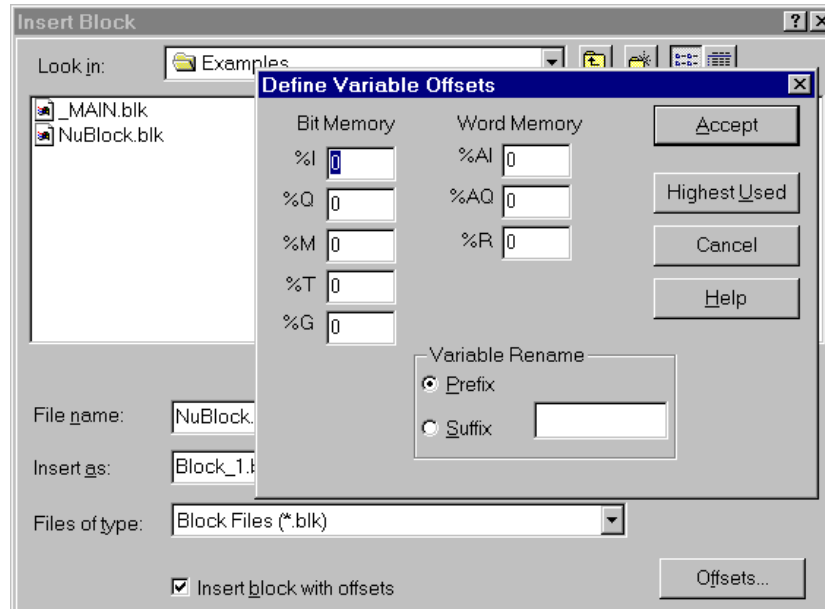 Insert Block
Look in:
Examples
_MAIN.blk
NuBlock.blk
Define Variable Offsets
Bit Memory
Word Memory
Accept
%I 0
%AI 0
%Q 0
%AQ 0
Highest Used
%M 0
%R 0
Cancel
%T 0
Help
%G 0
Variable Rename
Prefix
Suffix
File name:
NuBlock.
Insert as:
Block_1.
Files of type:
Block Files (*.blk)
Insert block with offsets
Offsets...